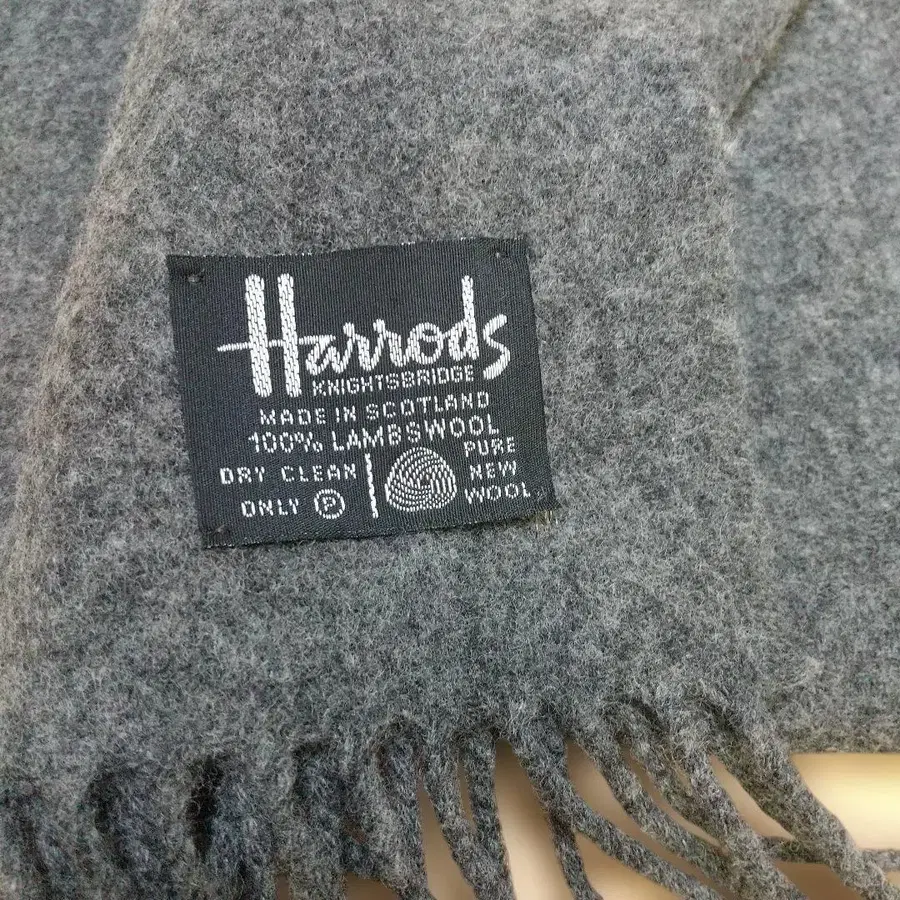 Harrods
KNIGHTSBRIDGE
MADE IN SCOTLAND
100% LAMBSWOOL
DRY CLEAN
ONLY Ⓟ
PURE
NEW
WOOL